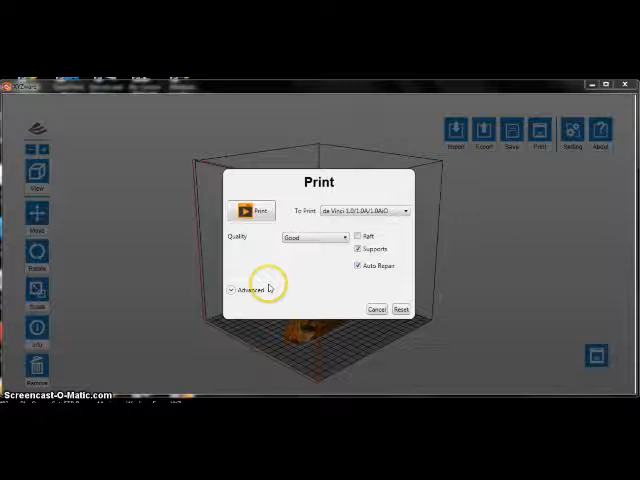 XYZware
Import Export Save Print Setting About
View
Move
Rotate
Scale
Info
Remove
Print
Print
To Print da Vinci 1.0/1.0A/1.0AiO
Quality Good
Raft
Supports
Auto Repair
Advanced
Cancel Reset
Screencast-O-Matic.com